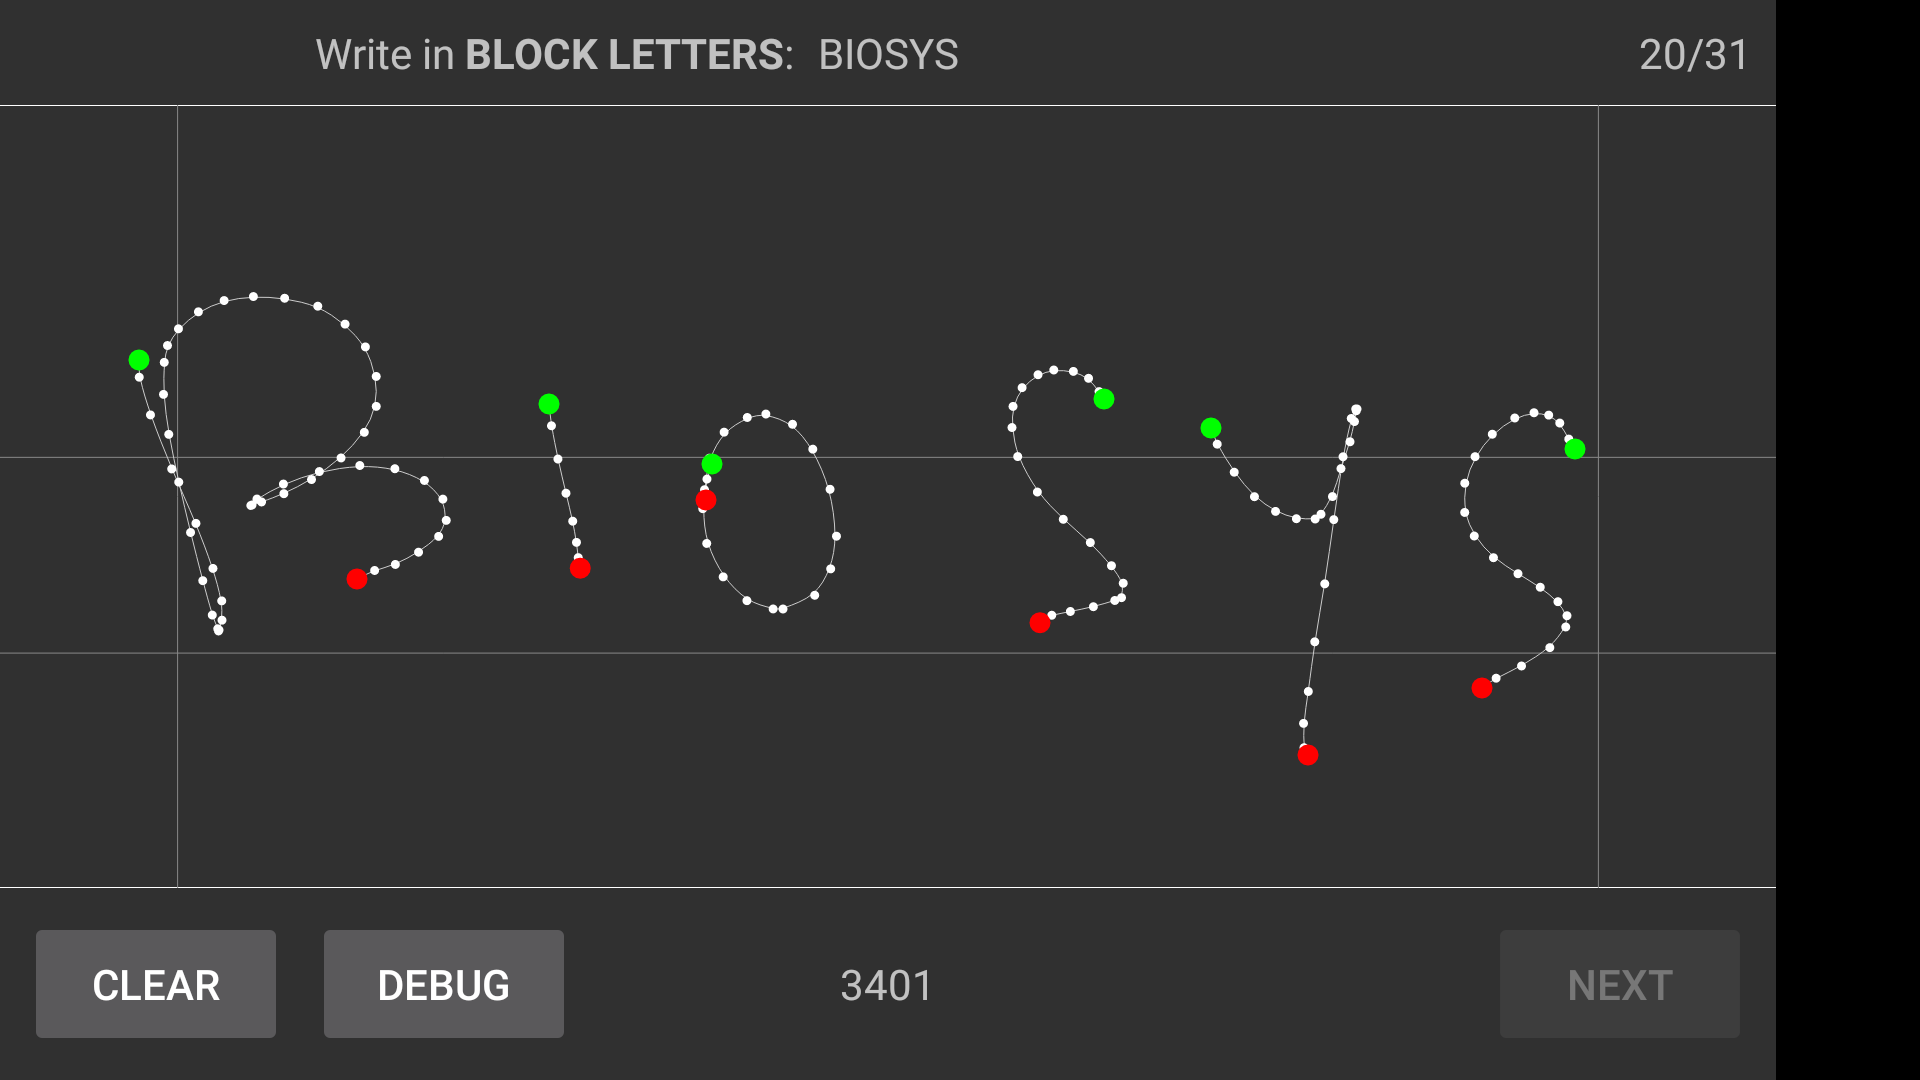 Write in BLOCK LETTERS: BIOSYS 20/31
BIOSYS
CLEAR DEBUG 3401 NEXT